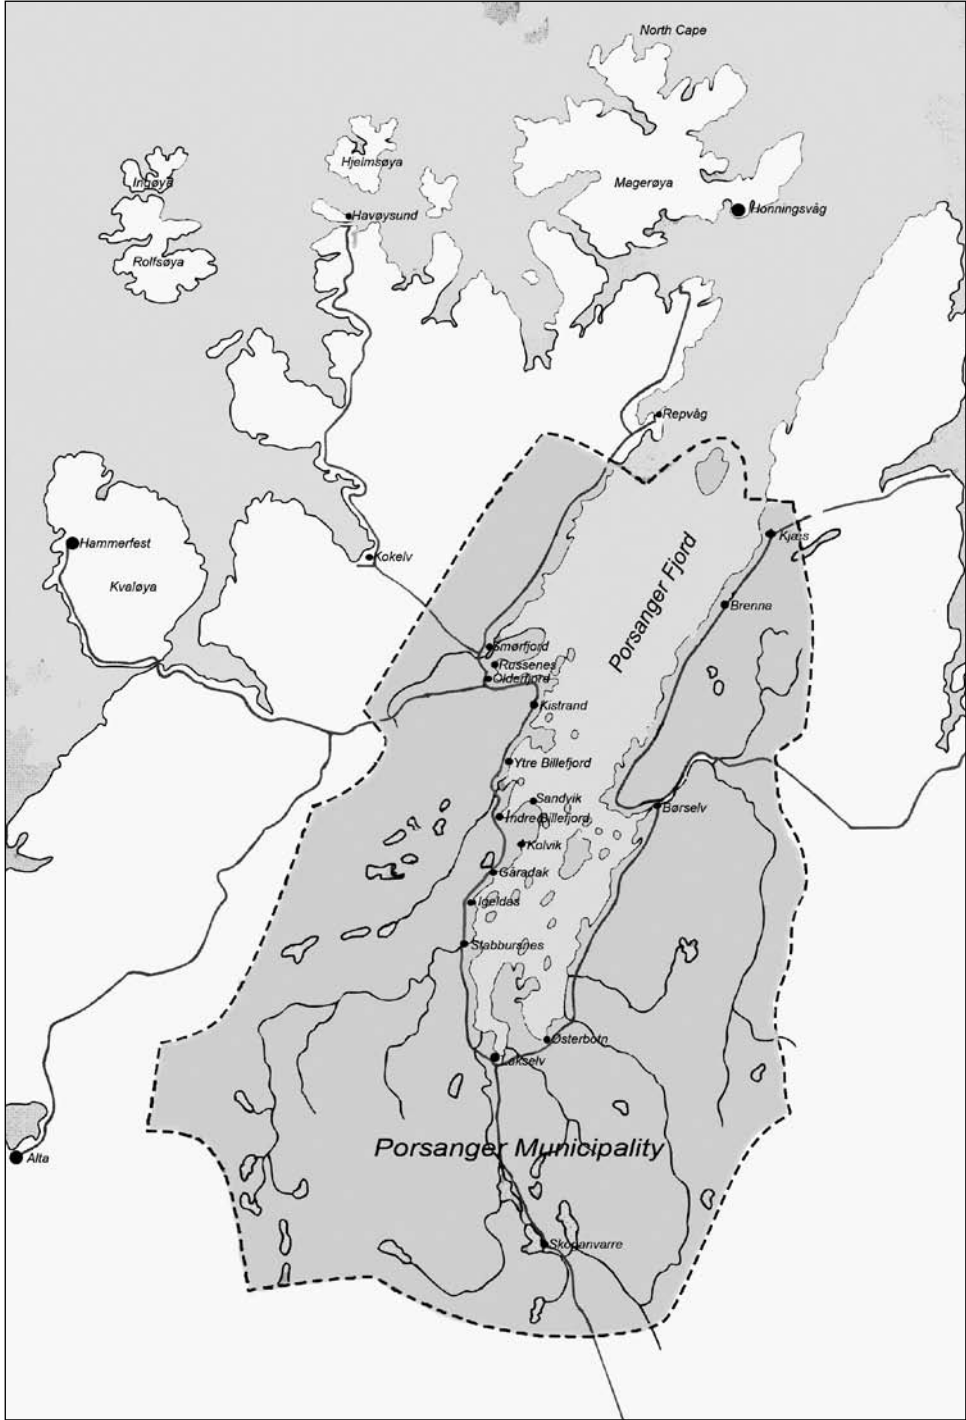 North Cape
Hjelmsøya
Ingøya
Magerøya
Honningsvåg
Havøysund
Rolfsøya
Repvåg
Kjæs
Hammerfest
Kokelv
Kvaløya
Porsanger Fjord
Brenna
Smørfjord
Russenes
Olderfjord
Kistrand
Ytre Billefjord
Sandvik
Børselv
Indre Billefjord
Kolvik
Gáradak
Igeldas
Stabbursnes
Østerbotn
Lakselv
Porsanger Municipality
Alta
Skoganvarre